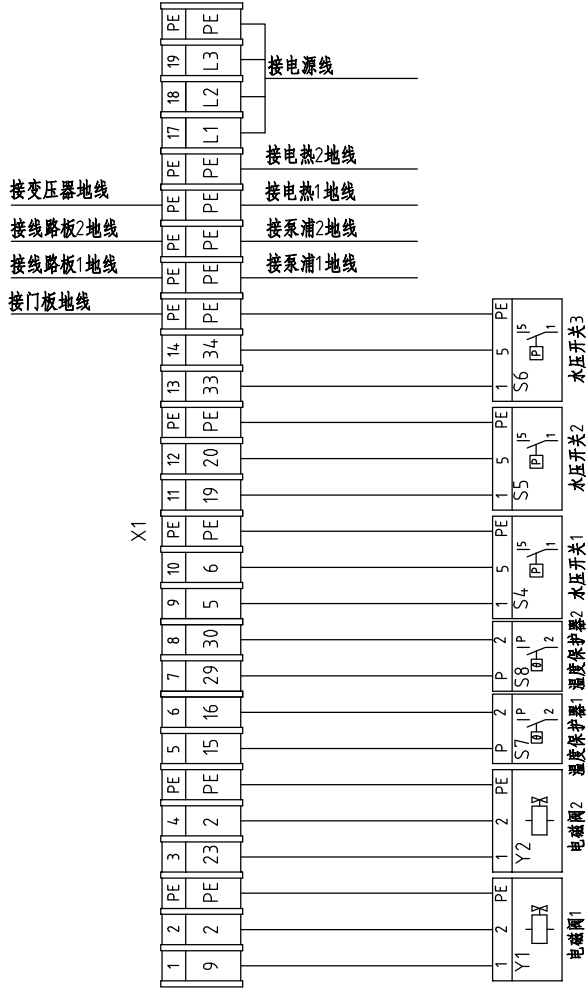 PE PE
19 L3
18 L2
17 L1
PE PE
PE PE
PE PE
PE PE
PE PE
14 34
13 33
PE PE
12 20
11 19
PE PE
10 6
9 5
8 30
7 29
6 16
5 15
PE PE
4 2
3 23
PE PE
2 2
1 9
X1
接电源线
接电热2地线
接电热1地线
接泵浦2地线
接泵浦1地线
接变压器地线
接线路板2地线
接线路板1地线
接门板地线
1 5 PE
S6 P 5 1
水压开关3
1 5 PE
S5 P 5 1
水压开关2
1 5 PE
S4 P 5 1
水压开关1
P 2
S8 θ P 2
温度保护器2
P 2
S7 θ P 2
温度保护器1
1 2 PE
Y2
电磁阀2
1 2 PE
Y1
电磁阀1